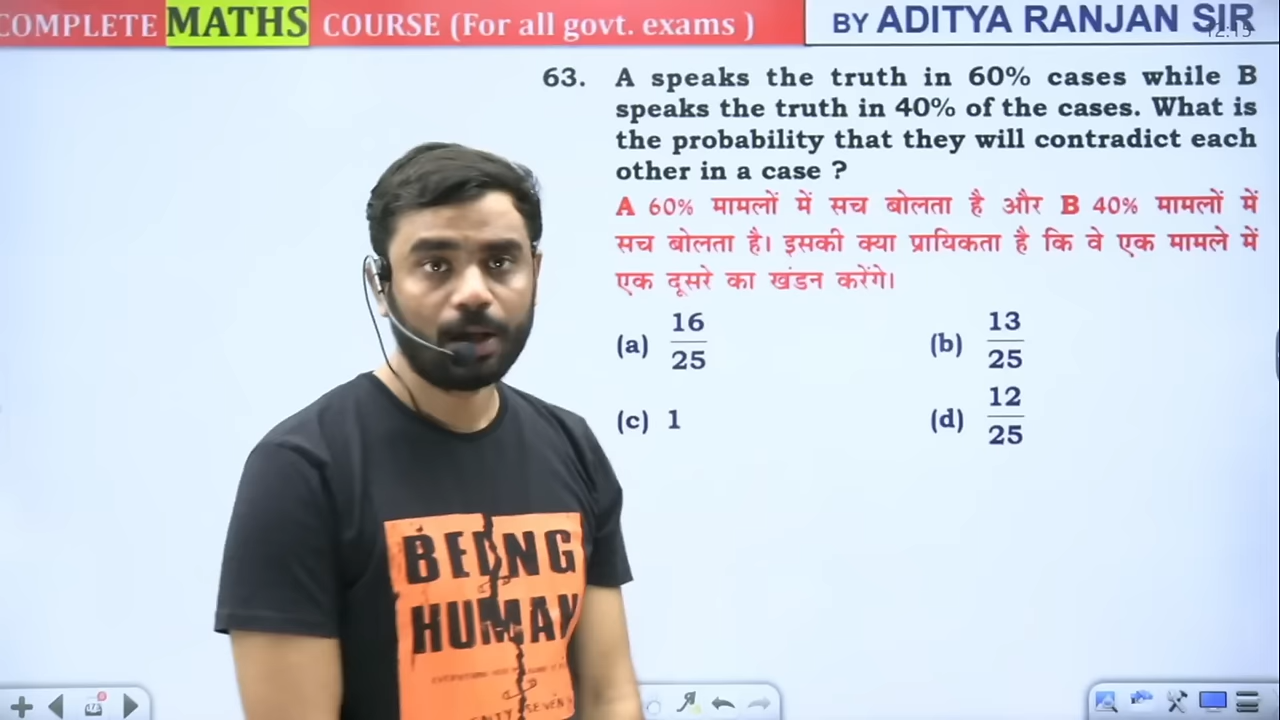 COMPLETE MATHS COURSE (For all govt. exams )
BY ADITYA RANJAN SIR
12:15
63. A speaks the truth in 60% cases while B
speaks the truth in 40% of the cases. What is
the probability that they will contradict each
other in a case ?
A 60% मामलों में सच बोलता है और B 40% मामलों में
सच बोलता है। इसकी क्या प्रायिकता है कि वे एक मामले में
एक दूसरे का खंडन करेंगे।
(a) 16/25
(b) 13/25
(c) 1
(d) 12/25
BEING
HUMAN